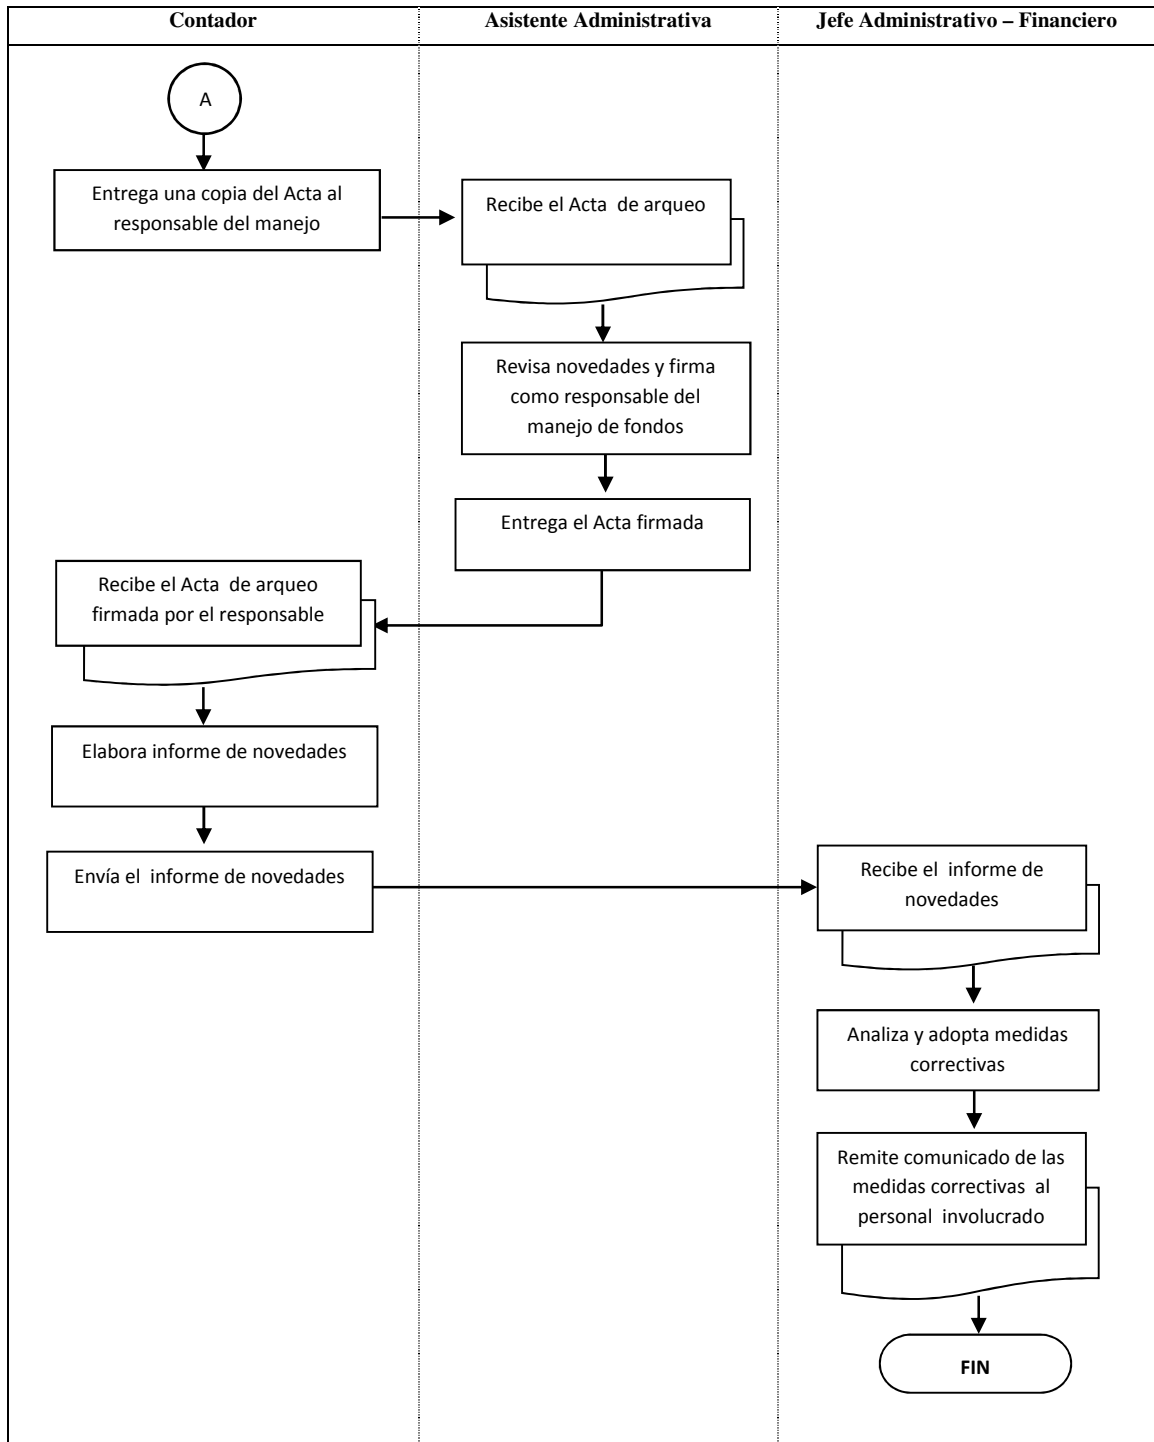 Contador
Asistente Administrativa
Jefe Administrativo – Financiero
A
Entrega una copia del Acta al
responsable del manejo
Recibe el Acta de arqueo
Revisa novedades y firma
como responsable del
manejo de fondos
Entrega el Acta firmada
Recibe el Acta de arqueo
firmada por el responsable
Elabora informe de novedades
Envía el informe de novedades
Recibe el informe de
novedades
Analiza y adopta medidas
correctivas
Remite comunicado de las
medidas correctivas al
personal involucrado
FIN